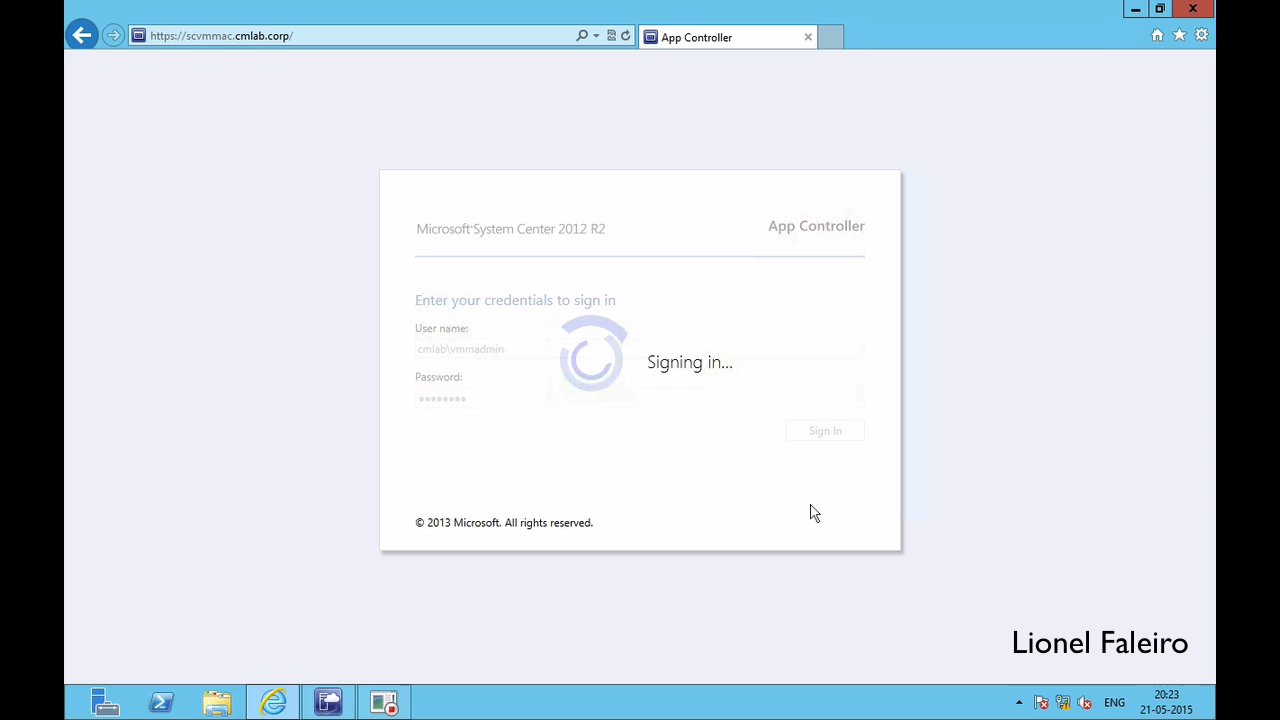 https://scvmmac.cmlab.corp/
App Controller
Microsoft System Center 2012 R2
App Controller
Enter your credentials to sign in
User name:
cmlab\vmmadmin
Signing in...
Password:
Sign In
© 2013 Microsoft. All rights reserved.
Lionel Faleiro
ENG
20:23
21-05-2015